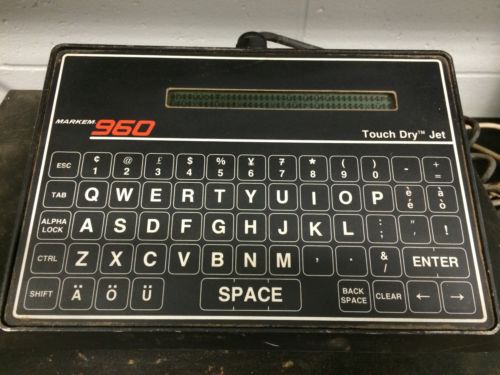 MARKEM 960
Touch Dry™ Jet
ESC ¢ 1 @ 2 £ 3 $ 4 % 5 ¥ 6 7 * 8 ( 9 ) 0 - + =
TAB Q W E R T Y U I O P è é à ò
ALPHA LOCK A S D F G H J K L : ; " ' !
CTRL Z X C V B N M , . & / ENTER
SHIFT Ä Ö Ü SPACE BACK SPACE CLEAR ← →